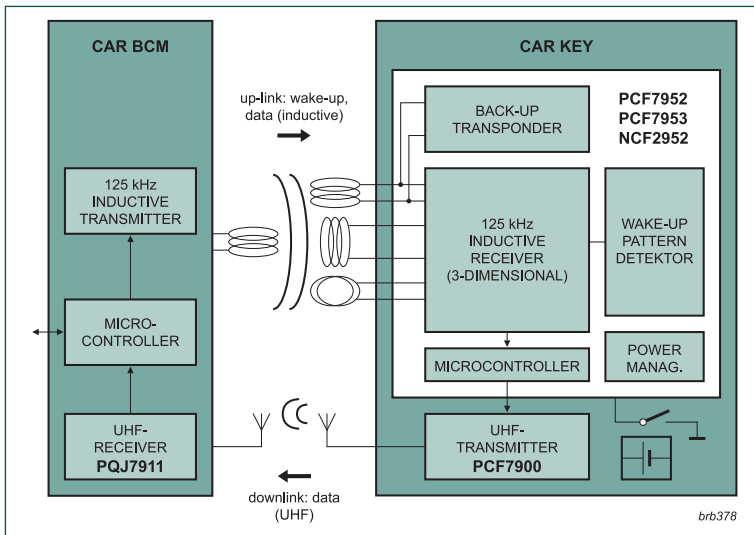 CAR BCM
CAR KEY
up-link: wake-up,
data (inductive)
BACK-UP
TRANSPONDER
PCF7952
PCF7953
NCF2952
125 kHz
INDUCTIVE
TRANSMITTER
125 kHz
INDUCTIVE
RECEIVER
(3-DIMENSIONAL)
WAKE-UP
PATTERN
DETEKTOR
MICRO-
CONTROLLER
MICROCONTROLLER
POWER
MANAG.
UHF-
RECEIVER
PQJ7911
UHF-
TRANSMITTER
PCF7900
downlink: data
(UHF)
brb378